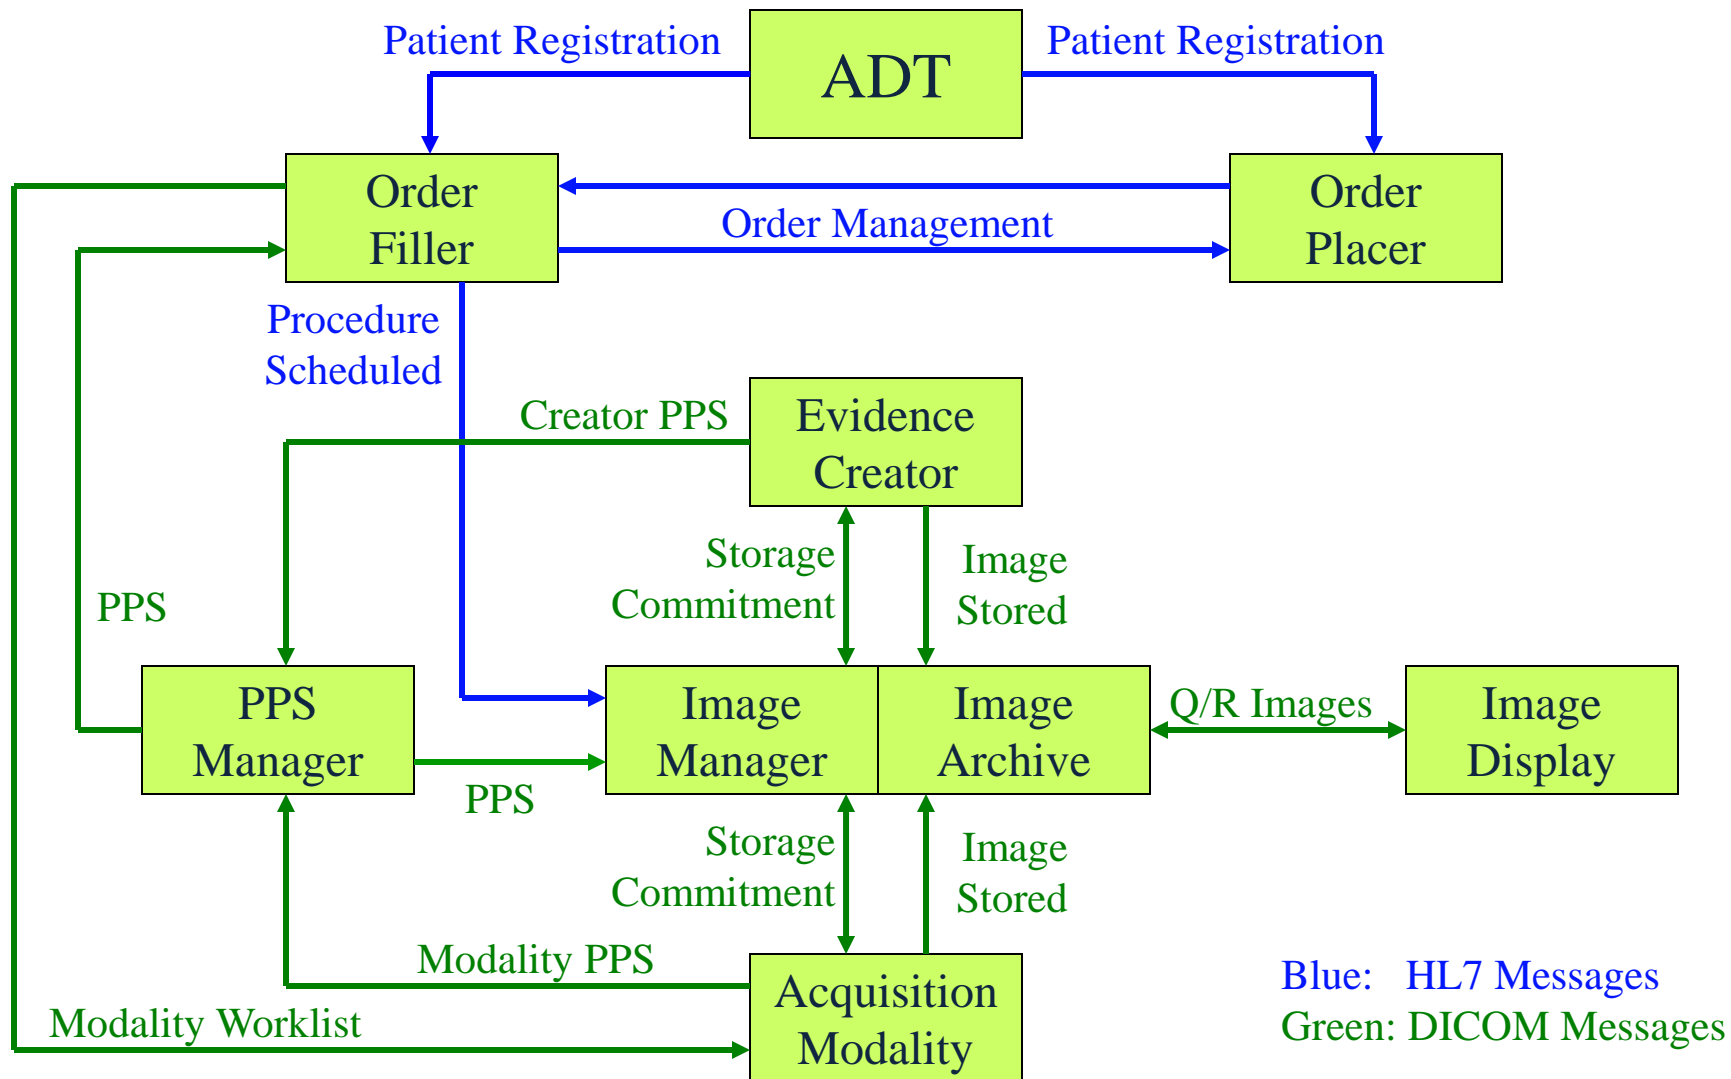 Patient Registration
ADT
Patient Registration
Order
Filler
Order Management
Order
Placer
Procedure
Scheduled
Creator PPS
Evidence
Creator
Storage
Commitment
Image
Stored
PPS
PPS
Manager
PPS
Image
Manager
Image
Archive
Q/R Images
Image
Display
Storage
Commitment
Image
Stored
Modality PPS
Modality Worklist
Acquisition
Modality
Blue: HL7 Messages
Green: DICOM Messages